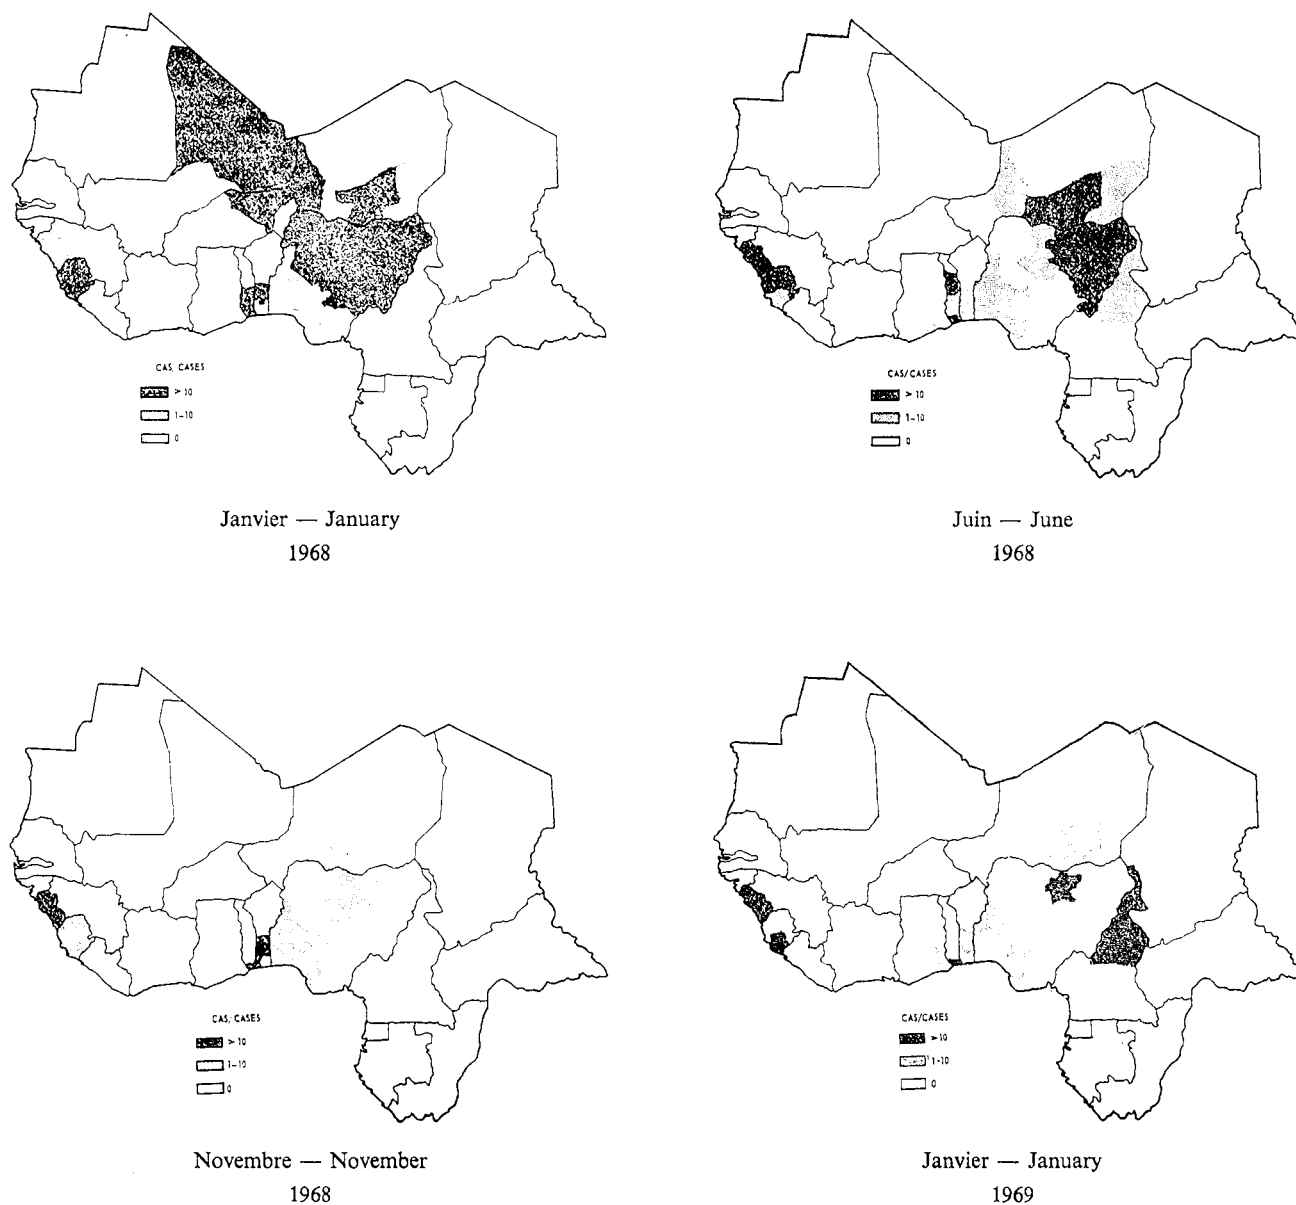 CAS, CASES
> 10
1-10
0
Janvier — January
1968
CAS/CASES
> 10
1-10
0
Juin — June
1968
CAS, CASES
> 10
1-10
0
Novembre — November
1968
CAS/CASES
>10
1-10
0
Janvier — January
1969